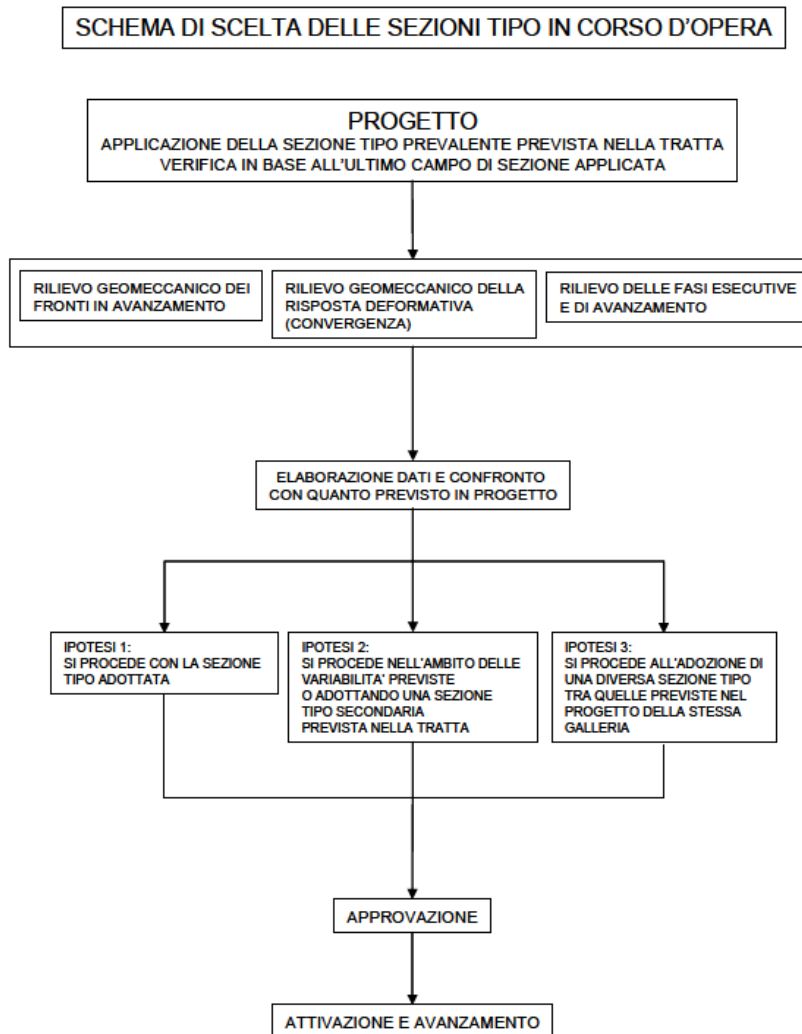 SCHEMA DI SCELTA DELLE SEZIONI TIPO IN CORSO D'OPERA
PROGETTO
APPLICAZIONE DELLA SEZIONE TIPO PREVALENTE PREVISTA NELLA TRATTA
VERIFICA IN BASE ALL'ULTIMO CAMPO DI SEZIONE APPLICATA
RILIEVO GEOMECCANICO DEI
FRONTI IN AVANZAMENTO
RILIEVO GEOMECCANICO DELLA
RISPOSTA DEFORMATIVA
(CONVERGENZA)
RILIEVO DELLE FASI ESECUTIVE
E DI AVANZAMENTO
ELABORAZIONE DATI E CONFRONTO
CON QUANTO PREVISTO IN PROGETTO
IPOTESI 1:
SI PROCEDE CON LA SEZIONE
TIPO ADOTTATA
IPOTESI 2:
SI PROCEDE NELL'AMBITO DELLE
VARIABILITA' PREVISTE
O ADOTTANDO UNA SEZIONE
TIPO SECONDARIA
PREVISTA NELLA TRATTA
IPOTESI 3:
SI PROCEDE ALL'ADOZIONE DI
UNA DIVERSA SEZIONE TIPO
TRA QUELLE PREVISTE NEL
PROGETTO DELLA STESSA
GALLERIA
APPROVAZIONE
ATTIVAZIONE E AVANZAMENTO